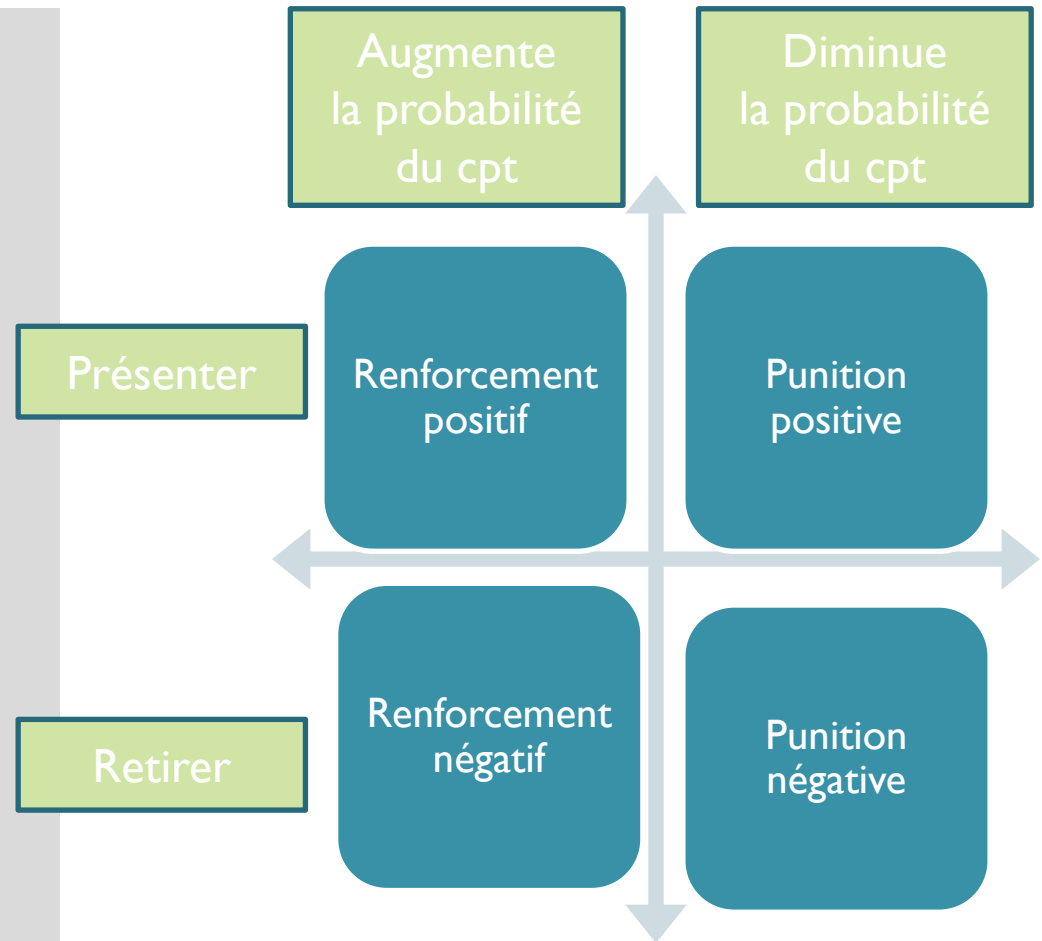 Augmente
la probabilité
du cpt
Diminue
la probabilité
du cpt
Présenter
Renforcement
positif
Punition
positive
Retirer
Renforcement
négatif
Punition
négative